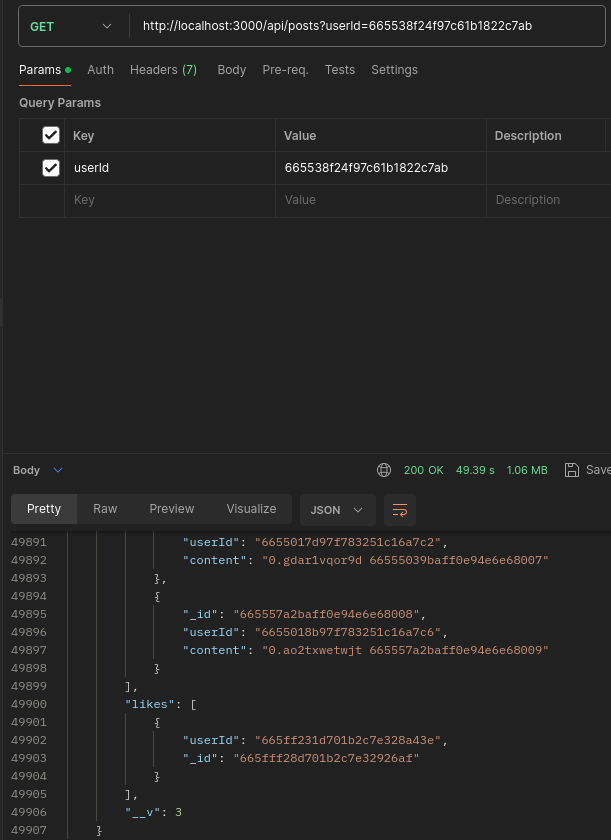 GET http://localhost:3000/api/posts?userId=665538f24f97c61b1822c7ab
Params Auth Headers (7) Body Pre-req. Tests Settings
Query Params
Key Value Description
userId 665538f24f97c61b1822c7ab
Key Value Description
Body 200 OK 49.39 s 1.06 MB Save
Pretty Raw Preview Visualize JSON
49891 "userId": "6655017d97f783251c16a7c2",
49892 "content": "0.gdar1vqor9d 66555039baff0e94e6e68007"
49893 },
49894 {
49895 "_id": "665557a2baff0e94e6e68008",
49896 "userId": "6655018b97f783251c16a7c6",
49897 "content": "0.ao2txwetwjt 665557a2baff0e94e6e68009"
49898 }
49899 ],
49900 "likes": [
49901 {
49902 "userId": "665ff231d701b2c7e328a43e",
49903 "_id": "665fff28d701b2c7e32926af"
49904 }
49905 ],
49906 "__v": 3
49907 }